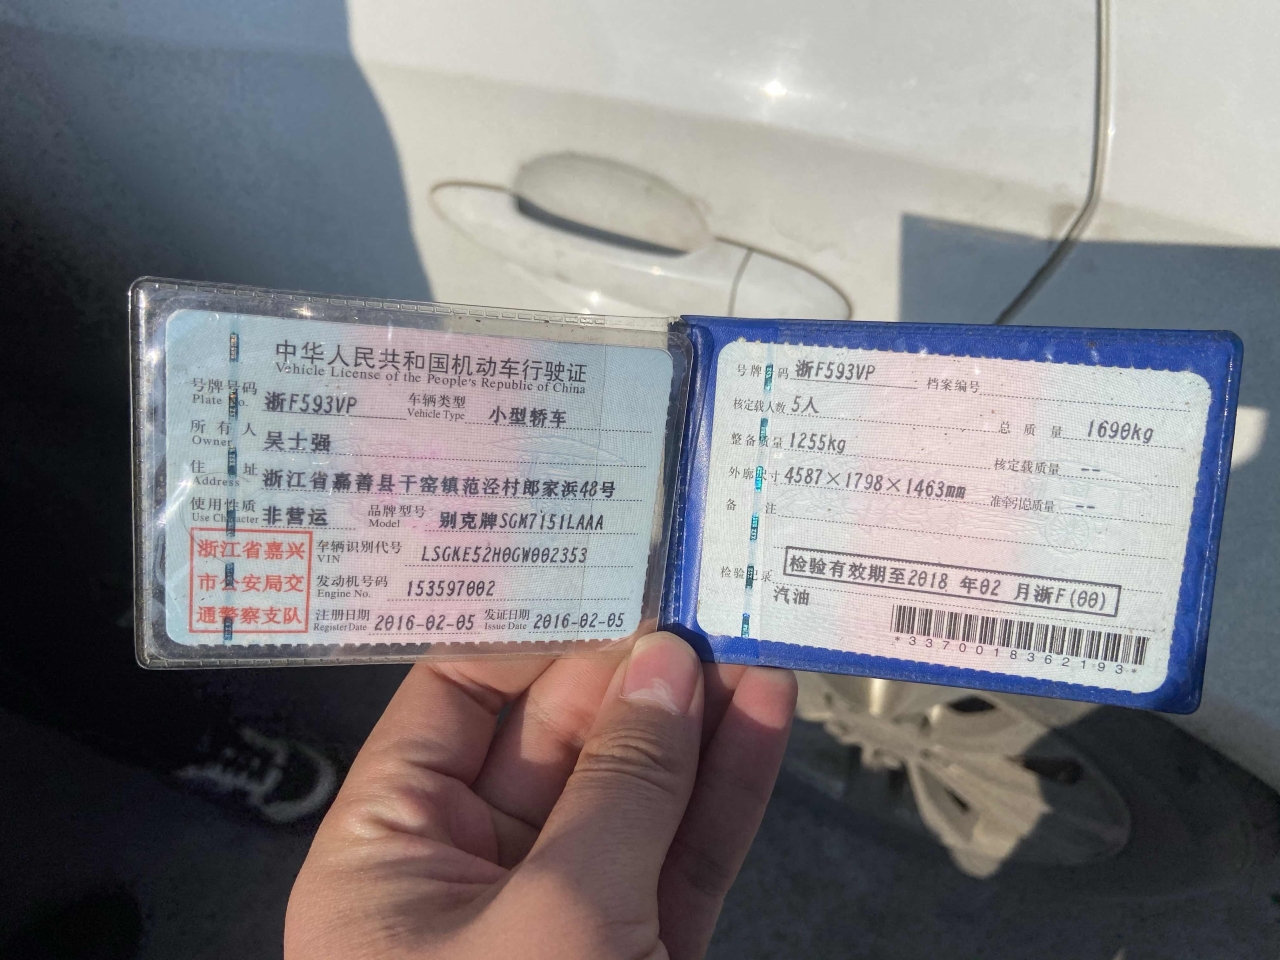 中华人民共和国机动车行驶证
Vehicle License of the People's Republic of China
号牌号码 浙F593VP 车辆类型 小型轿车
Plate No. Vehicle Type
所有人 吴士强
Owner
住址 浙江省嘉善县干窑镇范泾村郎家浜48号
Address
使用性质 非营运 品牌型号 别克牌SGM7151LAAA
Use Character Model
浙江省嘉兴
市公安局交
通警察支队
车辆识别代号 LSGKE52H0GW002353
VIN
发动机号码 153597002
Engine No.
注册日期 2016-02-05 发证日期 2016-02-05
Register Date Issue Date
号牌号码 浙F593VP 档案编号
核定载人数 5人 总质量 1690kg
整备质量 1255kg 核定载质量 --
外廓尺寸 4587×1798×1463mm 准牵引总质量 --
备注
检验记录 检验有效期至2018 年02 月浙F(00)
汽油
*3370018362193*